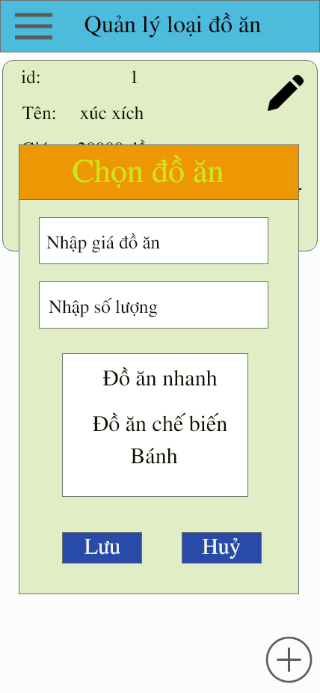 Quản lý loại đồ ăn
id: 1
Tên: xúc xích
Chọn đồ ăn
Nhập giá đồ ăn
Nhập số lượng
Đồ ăn nhanh
Đồ ăn chế biến
Bánh
Lưu Huỷ